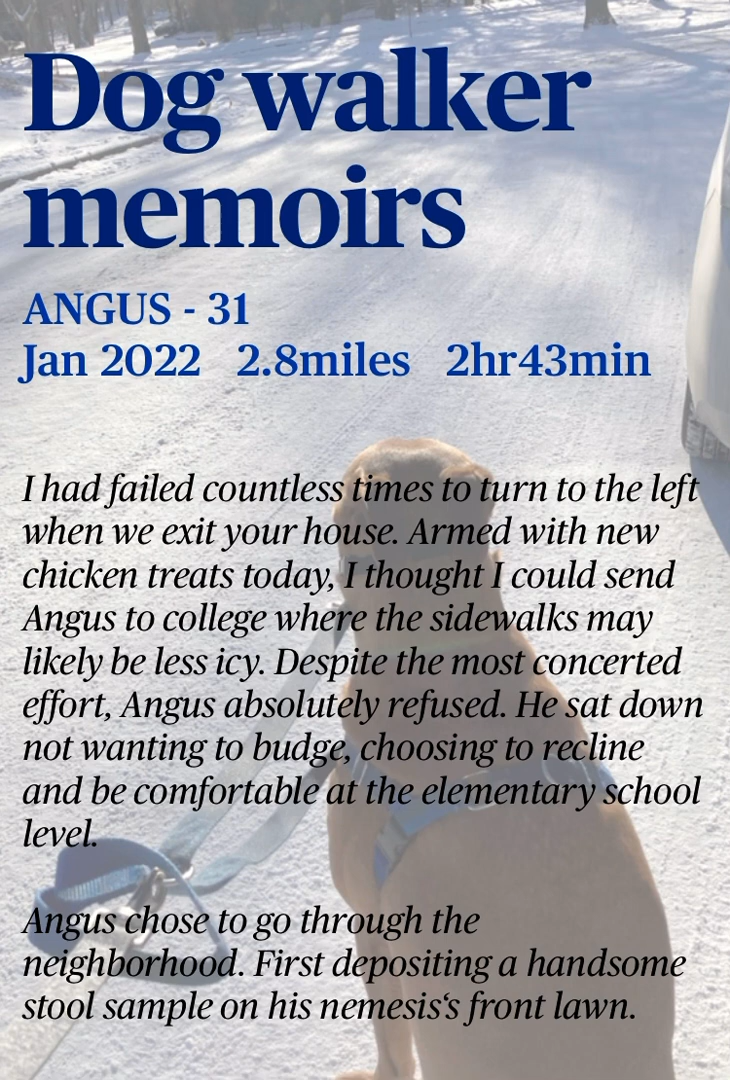 Dog walker
memoirs
ANGUS - 31
Jan 2022 2.8miles 2hr43min
I had failed countless times to turn to the left
when we exit your house. Armed with new
chicken treats today, I thought I could send
Angus to college where the sidewalks may
likely be less icy. Despite the most concerted
effort, Angus absolutely refused. He sat down
not wanting to budge, choosing to recline
and be comfortable at the elementary school
level.
Angus chose to go through the
neighborhood. First depositing a handsome
stool sample on his nemesis‘s front lawn.